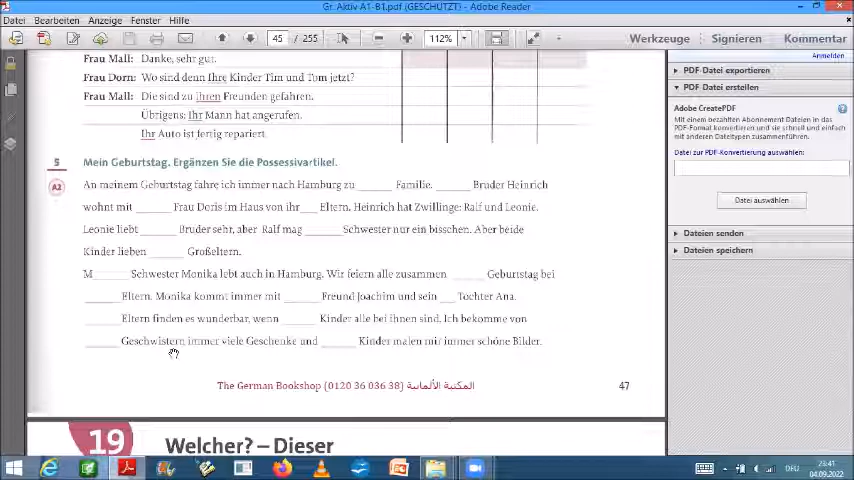 Gr. Aktiv A1-B1.pdf (GESCHÜTZT) - Adobe Reader
Datei Bearbeiten Anzeige Fenster Hilfe
45 / 255 112% Werkzeuge Signieren Kommentar
Anmelden
Frau Mall: Danke, sehr gut.
Frau Dorn: Wo sind denn Ihre Kinder Tim und Tom jetzt?
Frau Mall: Die sind zu ihren Freunden gefahren.
Übrigens: Ihr Mann hat angerufen.
Ihr Auto ist fertig repariert.
5 Mein Geburtstag. Ergänzen Sie die Possessivartikel.
A2
An meinem Geburtstag fahre ich immer nach Hamburg zu ______ Familie. ______ Bruder Heinrich
wohnt mit ______ Frau Doris im Haus von ihr___ Eltern. Heinrich hat Zwillinge: Ralf und Leonie.
Leonie liebt ______ Bruder sehr, aber Ralf mag ______ Schwester nur ein bisschen. Aber beide
Kinder lieben ______ Großeltern.
M______ Schwester Monika lebt auch in Hamburg. Wir feiern alle zusammen ______ Geburtstag bei
______ Eltern. Monika kommt immer mit ______ Freund Joachim und sein ___ Tochter Ana.
______ Eltern finden es wunderbar, wenn ______ Kinder alle bei ihnen sind. Ich bekomme von
______ Geschwistern immer viele Geschenke und ______ Kinder malen mir immer schöne Bilder.
The German Bookshop (0120 36 036 38) المكتبة الألمانية
47
19 Welcher? – Dieser
PDF-Datei exportieren
PDF-Datei erstellen
Adobe CreatePDF
Mit einem bezahlten Abonnement Dateien in das
PDF-Format konvertieren und sie schnell und einfach
mit anderen Dateitypen zusammenführen.
Datei zur PDF-Konvertierung auswählen:
Datei auswählen
Dateien senden
Dateien speichern
DEU
23:41
04.09.2022